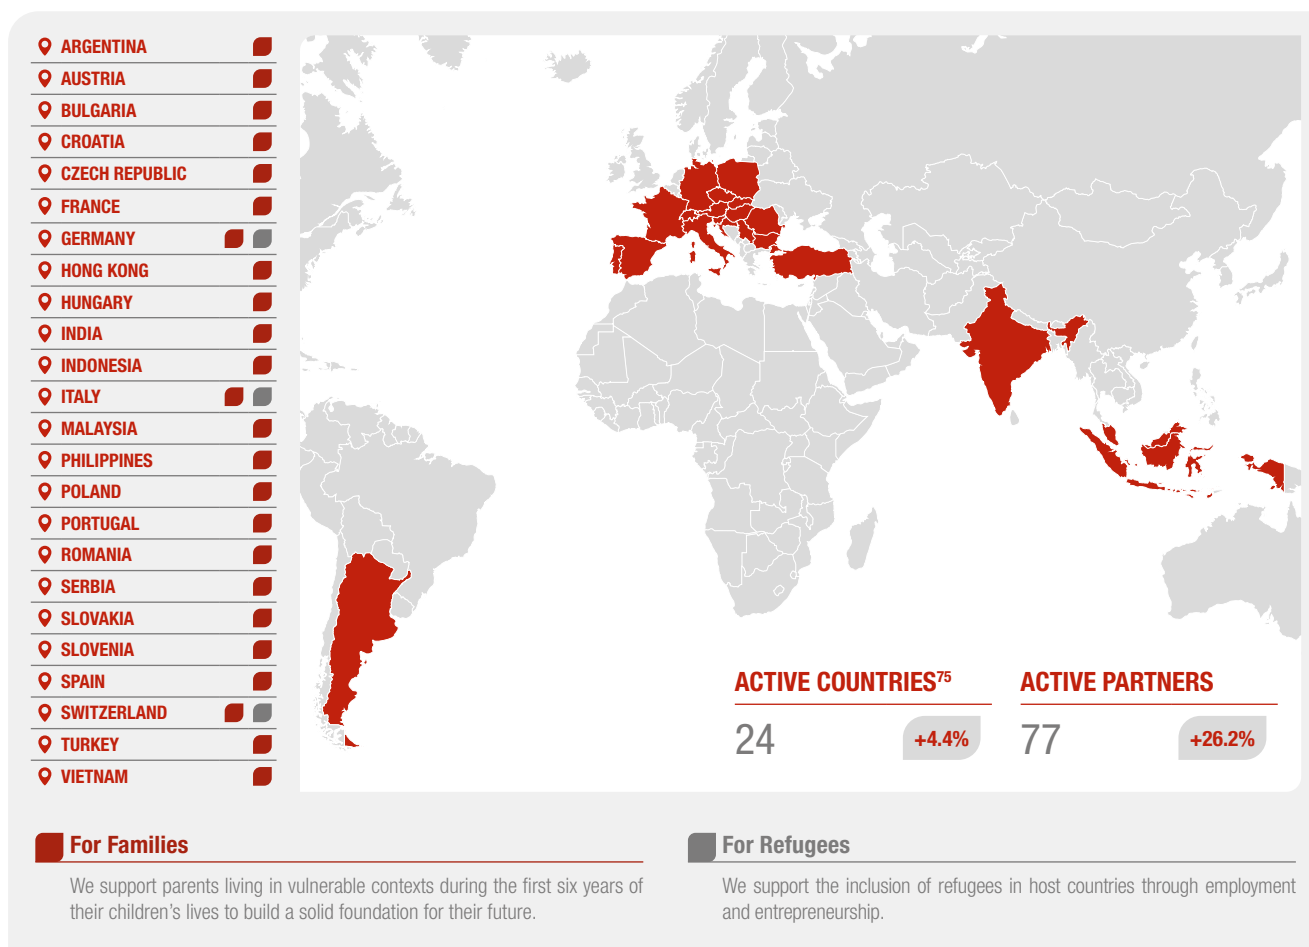 ARGENTINA
AUSTRIA
BULGARIA
CROATIA
CZECH REPUBLIC
FRANCE
GERMANY
HONG KONG
HUNGARY
INDIA
INDONESIA
ITALY
MALAYSIA
PHILIPPINES
POLAND
PORTUGAL
ROMANIA
SERBIA
SLOVAKIA
SLOVENIA
SPAIN
SWITZERLAND
TURKEY
VIETNAM
ACTIVE COUNTRIES75
24
+4.4%
ACTIVE PARTNERS
77
+26.2%
For Families
We support parents living in vulnerable contexts during the first six years of
their children’s lives to build a solid foundation for their future.
For Refugees
We support the inclusion of refugees in host countries through employment
and entrepreneurship.